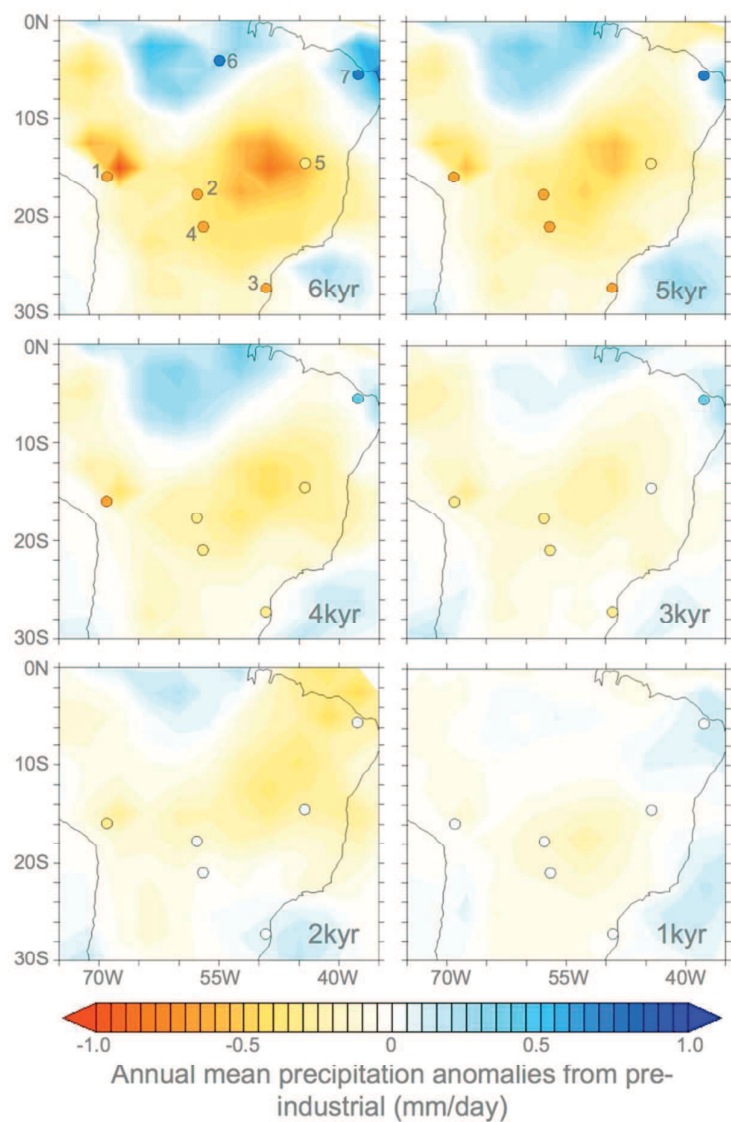 0N
10S
20S
30S
1
2
3
4
5
6
7
6kyr
5kyr
0N
10S
20S
30S
4kyr
3kyr
0N
10S
20S
30S
2kyr
1kyr
70W 55W 40W
70W 55W 40W
-1.0 -0.5 0 0.5 1.0
Annual mean precipitation anomalies from pre-
industrial (mm/day)